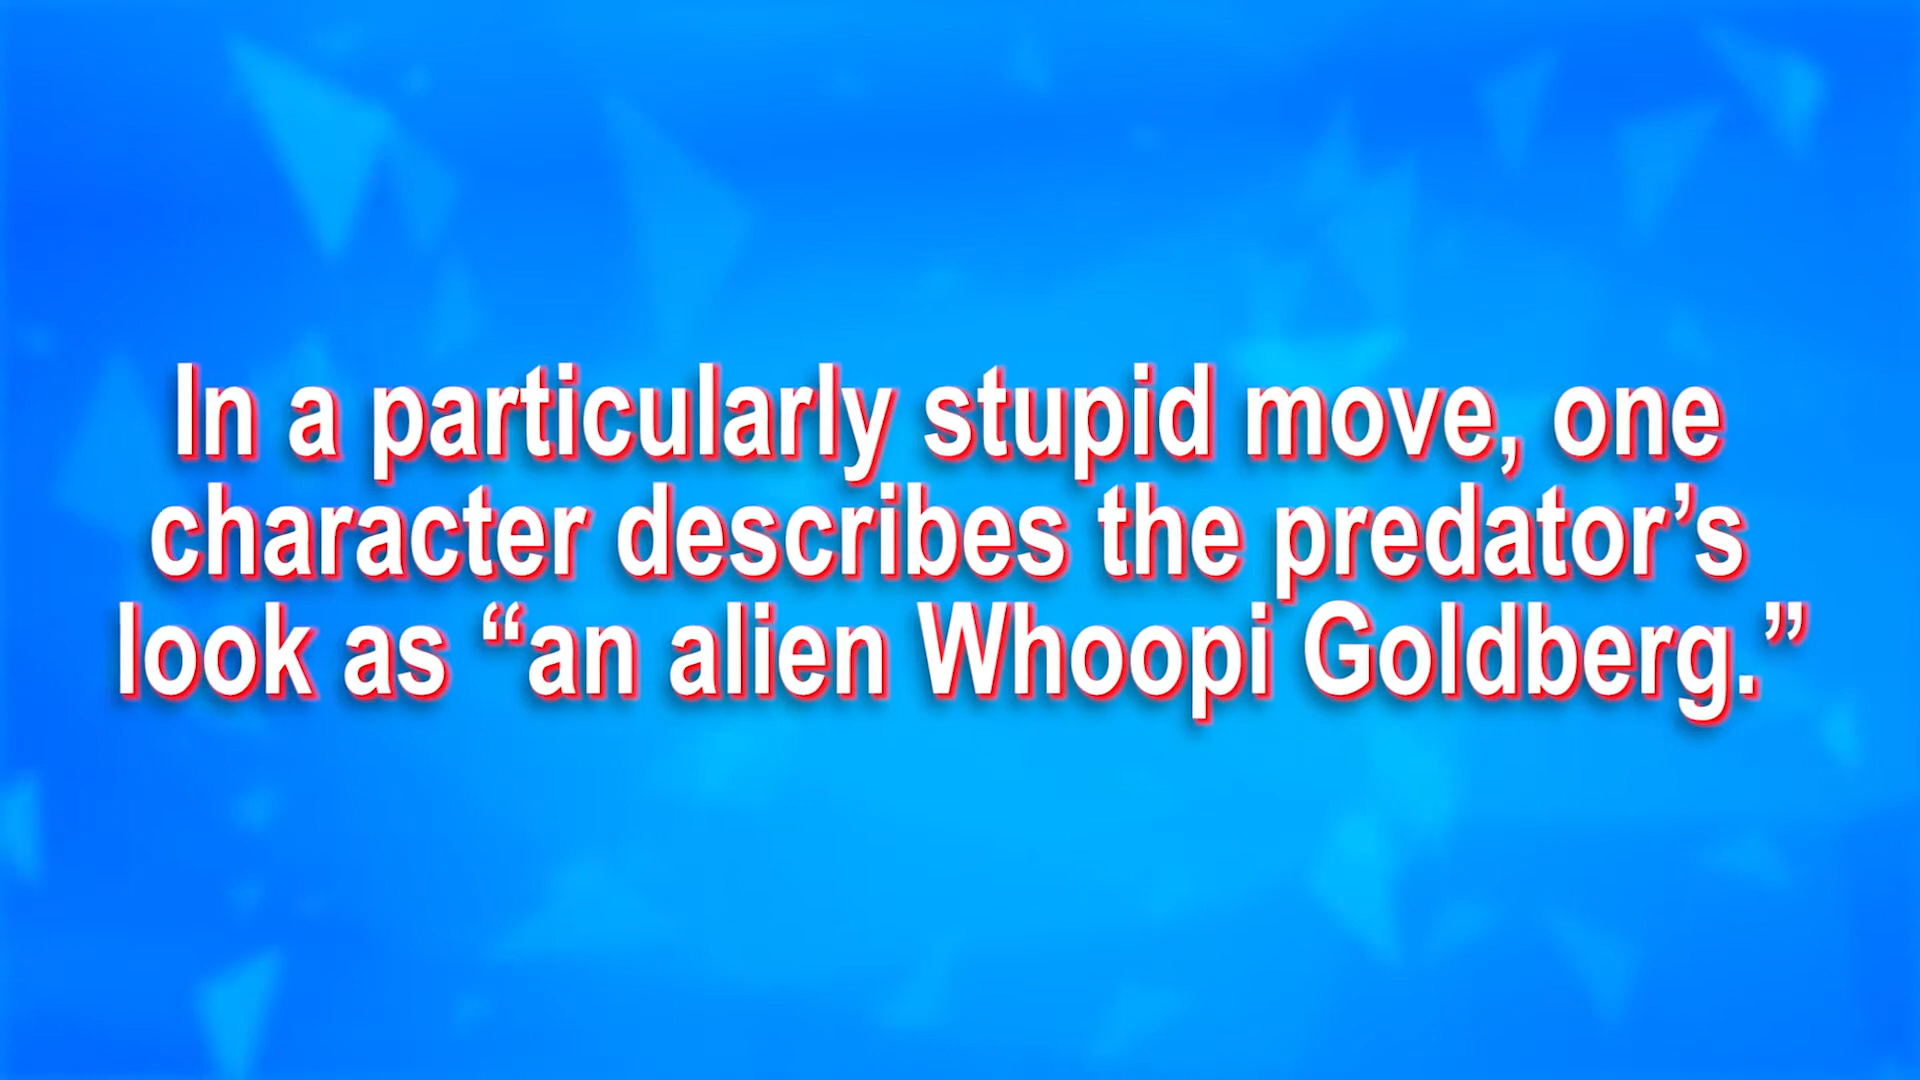 In a particularly stupid move, one
character describes the predator’s
look as “an alien Whoopi Goldberg.”